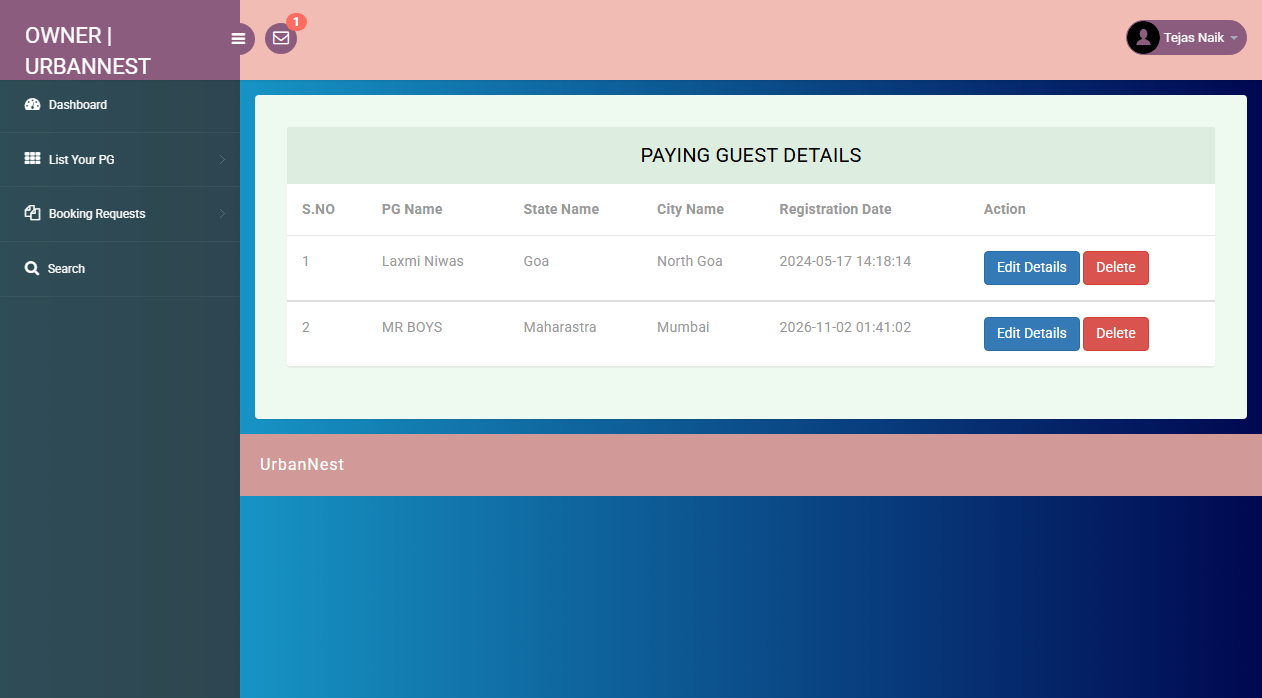 OWNER |
URBANNEST
1
Tejas Naik
Dashboard
List Your PG
Booking Requests
Search
PAYING GUEST DETAILS
S.NO PG Name State Name City Name Registration Date Action
1 Laxmi Niwas Goa North Goa 2024-05-17 14:18:14 Edit Details Delete
2 MR BOYS Maharastra Mumbai 2026-11-02 01:41:02 Edit Details Delete
UrbanNest